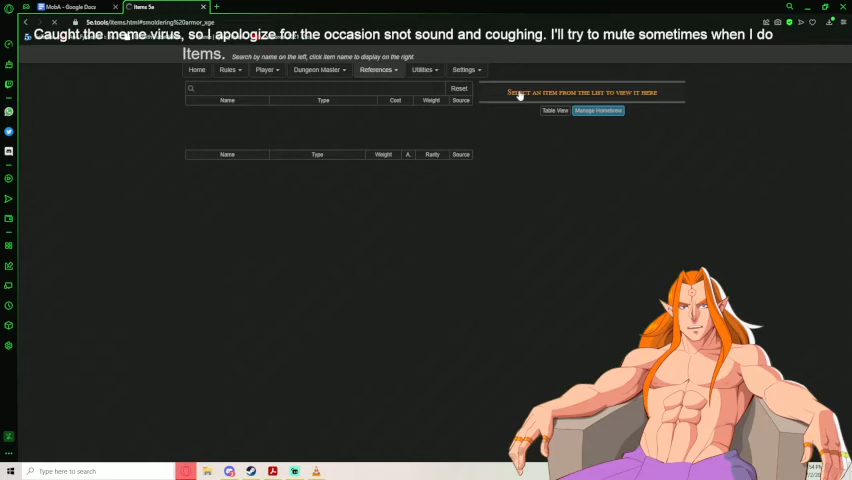 MobA - Google Docs
Items 5e
5e.tools/items.html#smoldering%20armor_xge
Caught the meme virus, so I apologize for the occasion snot sound and coughing. I'll try to mute sometimes when I do
Items. Search by name on the left, click item name to display on the right.
Home Rules Player Dungeon Master References Utilities Settings
Reset
Select an item from the list to view it here
Name Type Cost Weight Source
Table View Manage Homebrew
Name Type Weight A. Rarity Source
Type here to search